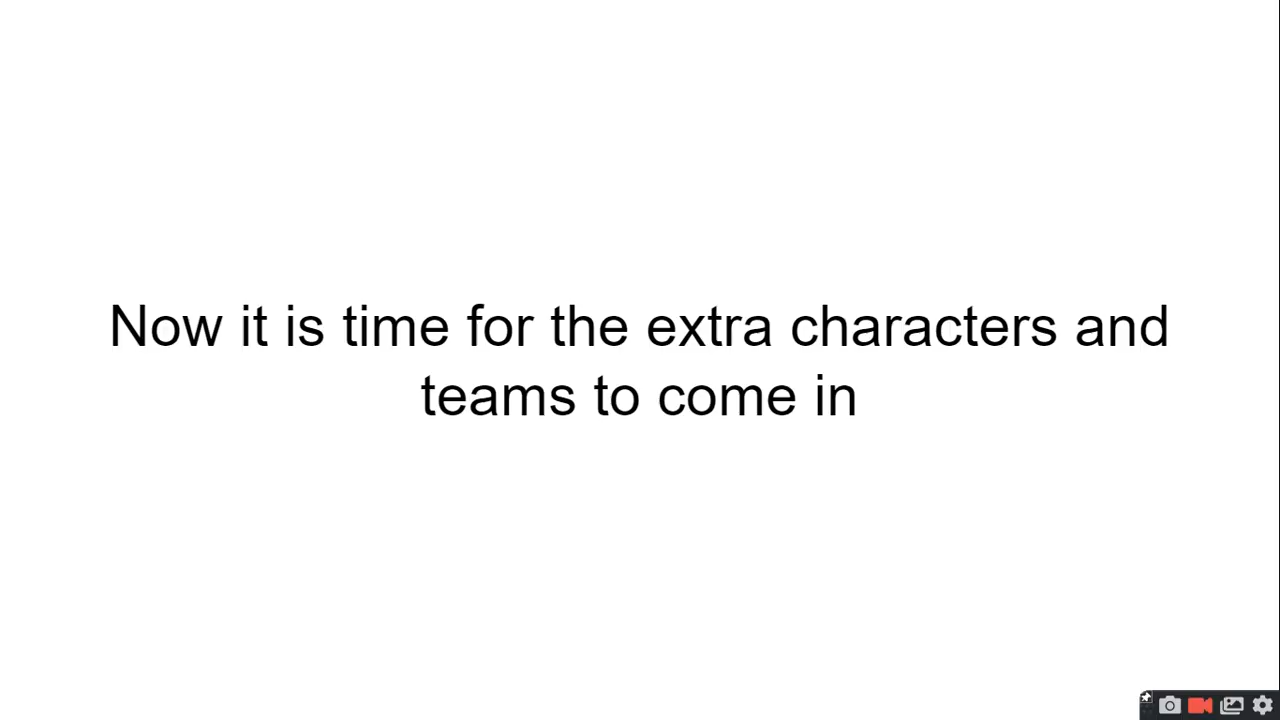 Now it is time for the extra characters and
teams to come in